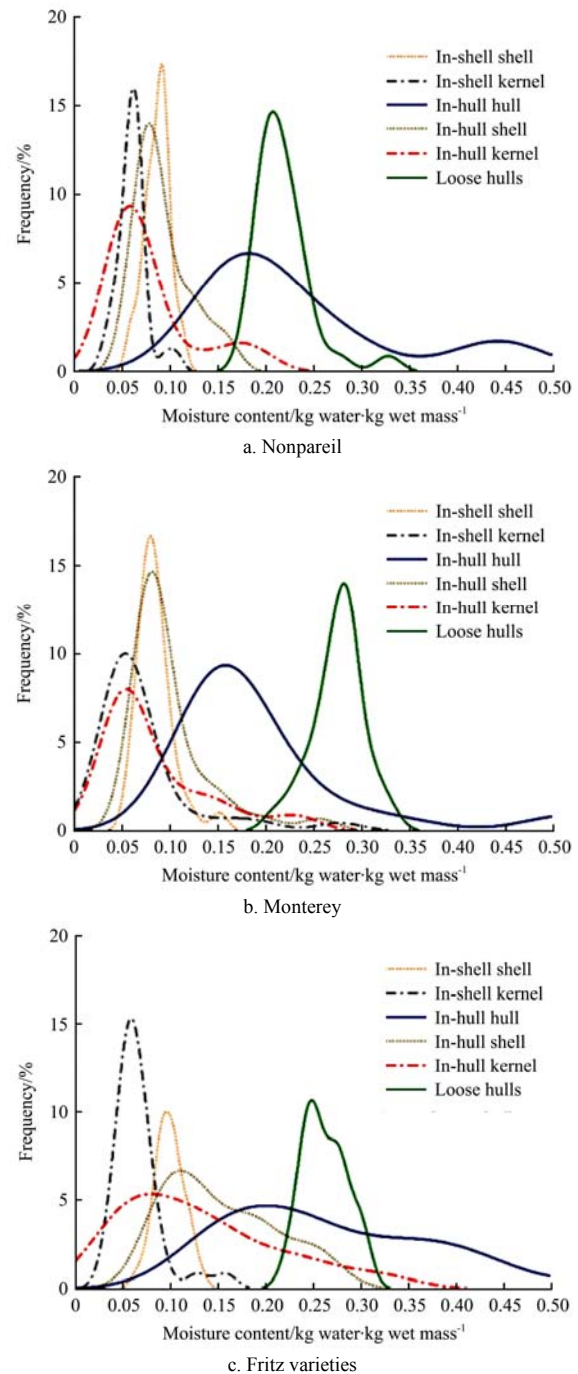 20
In-shell shell
In-shell kernel
15
In-hull hull
In-hull shell
In-hull kernel
10
Loose hulls
Frequency/%
5
0
0 0.05 0.10 0.15 0.20 0.25 0.30 0.35 0.40 0.45 0.50
Moisture content/kg water·kg wet mass⁻¹
a. Nonpareil
20
In-shell shell
In-shell kernel
15
In-hull hull
In-hull shell
In-hull kernel
10
Loose hulls
Frequency/%
5
0
0 0.05 0.10 0.15 0.20 0.25 0.30 0.35 0.40 0.45 0.50
Moisture content/kg water·kg wet mass⁻¹
b. Monterey
20
In-shell shell
In-shell kernel
15
In-hull hull
In-hull shell
In-hull kernel
10
Loose hulls
Frequency/%
5
0
0 0.05 0.10 0.15 0.20 0.25 0.30 0.35 0.40 0.45 0.50
Moisture content/kg water·kg wet mass⁻¹
c. Fritz varieties